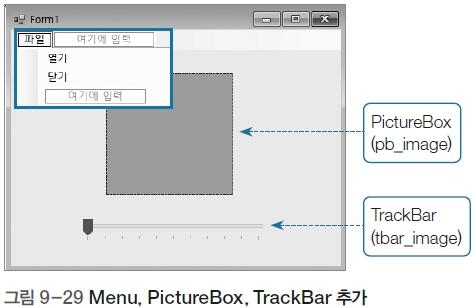 Form1
파일 여기에 입력
열기
닫기
여기에 입력
PictureBox
(pb_image)
TrackBar
(tbar_image)
그림 9-29 Menu, PictureBox, TrackBar 추가